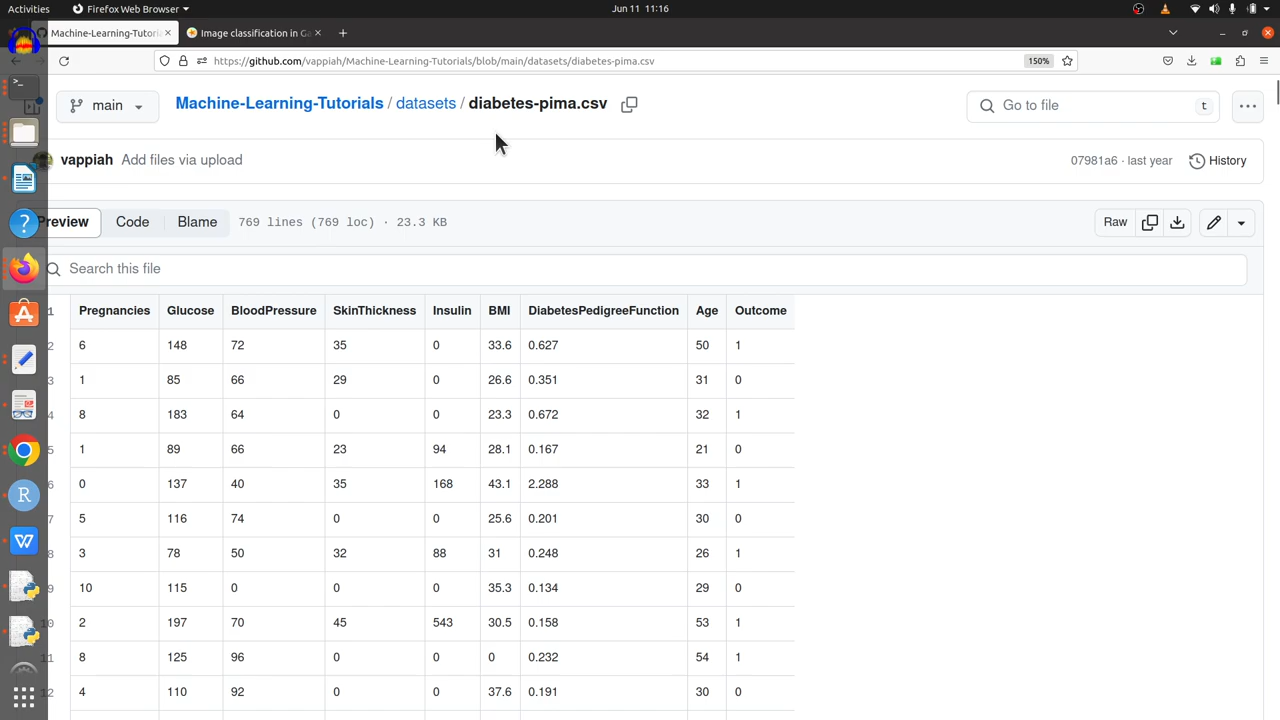 Activities Firefox Web Browser Jun 11 11:16
Machine-Learning-Tutoria Image classification in Go
https://github.com/vappiah/Machine-Learning-Tutorials/blob/main/datasets/diabetes-pima.csv 150%
main Machine-Learning-Tutorials / datasets / diabetes-pima.csv Go to file t
vappiah Add files via upload 07981a6 · last year History
Preview Code Blame 769 lines (769 loc) · 23.3 KB Raw
Search this file
1 Pregnancies Glucose BloodPressure SkinThickness Insulin BMI DiabetesPedigreeFunction Age Outcome
2 6 148 72 35 0 33.6 0.627 50 1
3 1 85 66 29 0 26.6 0.351 31 0
4 8 183 64 0 0 23.3 0.672 32 1
5 1 89 66 23 94 28.1 0.167 21 0
6 0 137 40 35 168 43.1 2.288 33 1
7 5 116 74 0 0 25.6 0.201 30 0
8 3 78 50 32 88 31 0.248 26 1
9 10 115 0 0 0 35.3 0.134 29 0
10 2 197 70 45 543 30.5 0.158 53 1
11 8 125 96 0 0 0 0.232 54 1
12 4 110 92 0 0 37.6 0.191 30 0